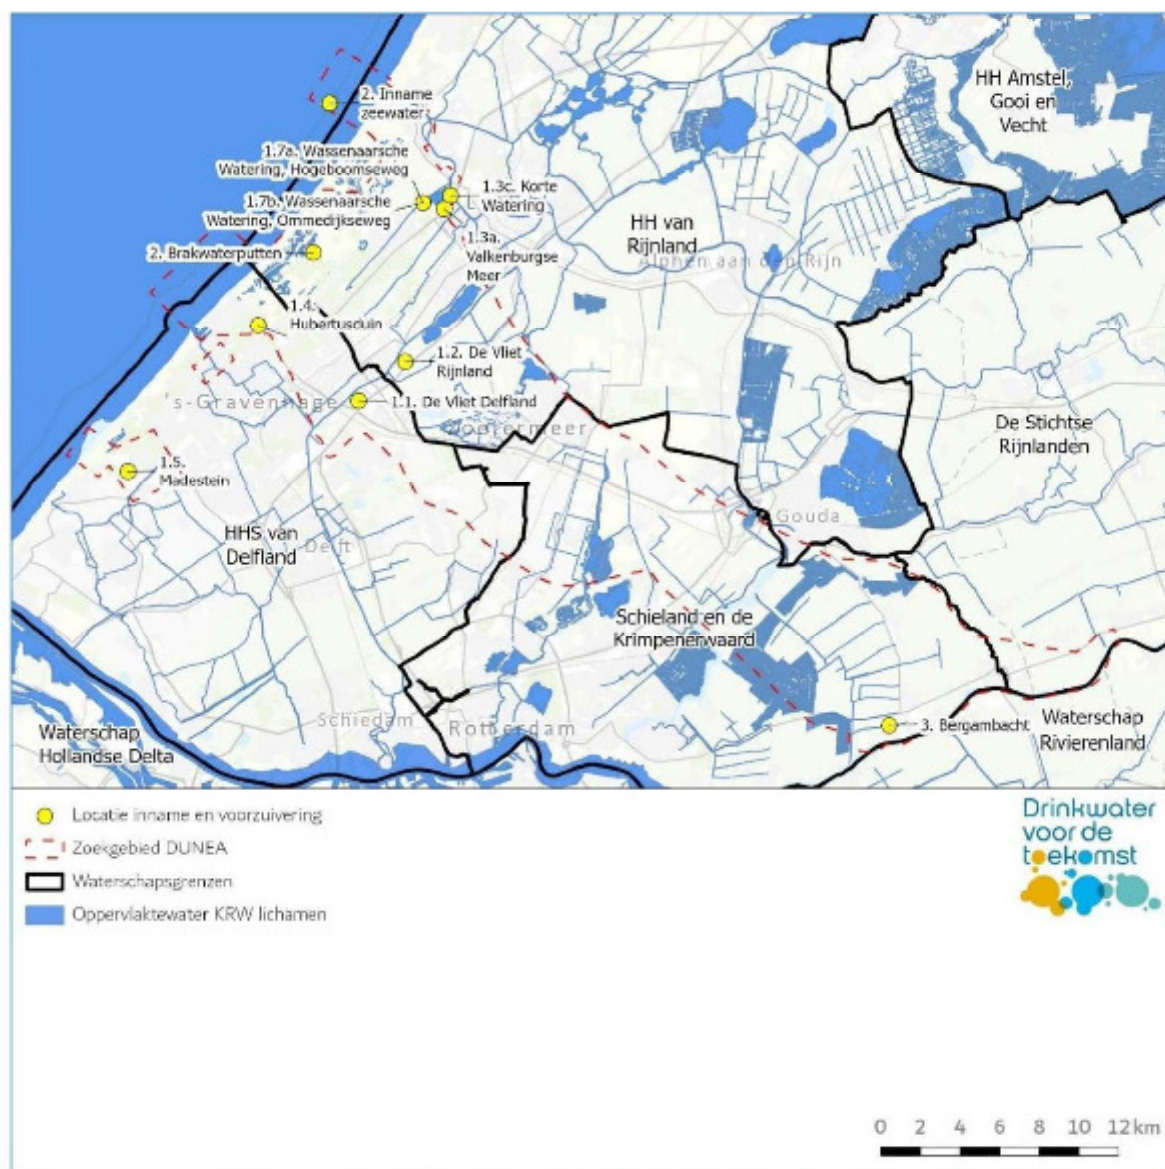 HH Amstel,
Gooi en
Vecht
2. Inname
zeewater
1.7a. Wassenaarsche
Watering, Hogeboomseweg
1.3c. Korte
Watering
1.7b. Wassenaarsche
Watering, Ommedijkseweg
HH van
Rijnland
1.3a.
Valkenburgse
Meer
2. Brakwaterputten
Alphen aan den Rijn
1.4.
Hubertusduin
1.2. De Vliet
Rijnland
's-Gravenhage
1.1. De Vliet Delfland
Zoetermeer
De Stichtse
Rijnlanden
1.5.
Madestein
Gouda
HHS van
Delfland
Delft
Schieland en de
Krimpenerwaard
Schiedam
Rotterdam
3. Bergambacht
Waterschap
Rivierenland
Waterschap
Hollandse Delta
Locatie inname en voorzuivering
Zoekgebied DUNEA
Waterschapsgrenzen
Oppervlaktewater KRW lichamen
Drinkwater
voor de
toekomst
0 2 4 6 8 10 12 km